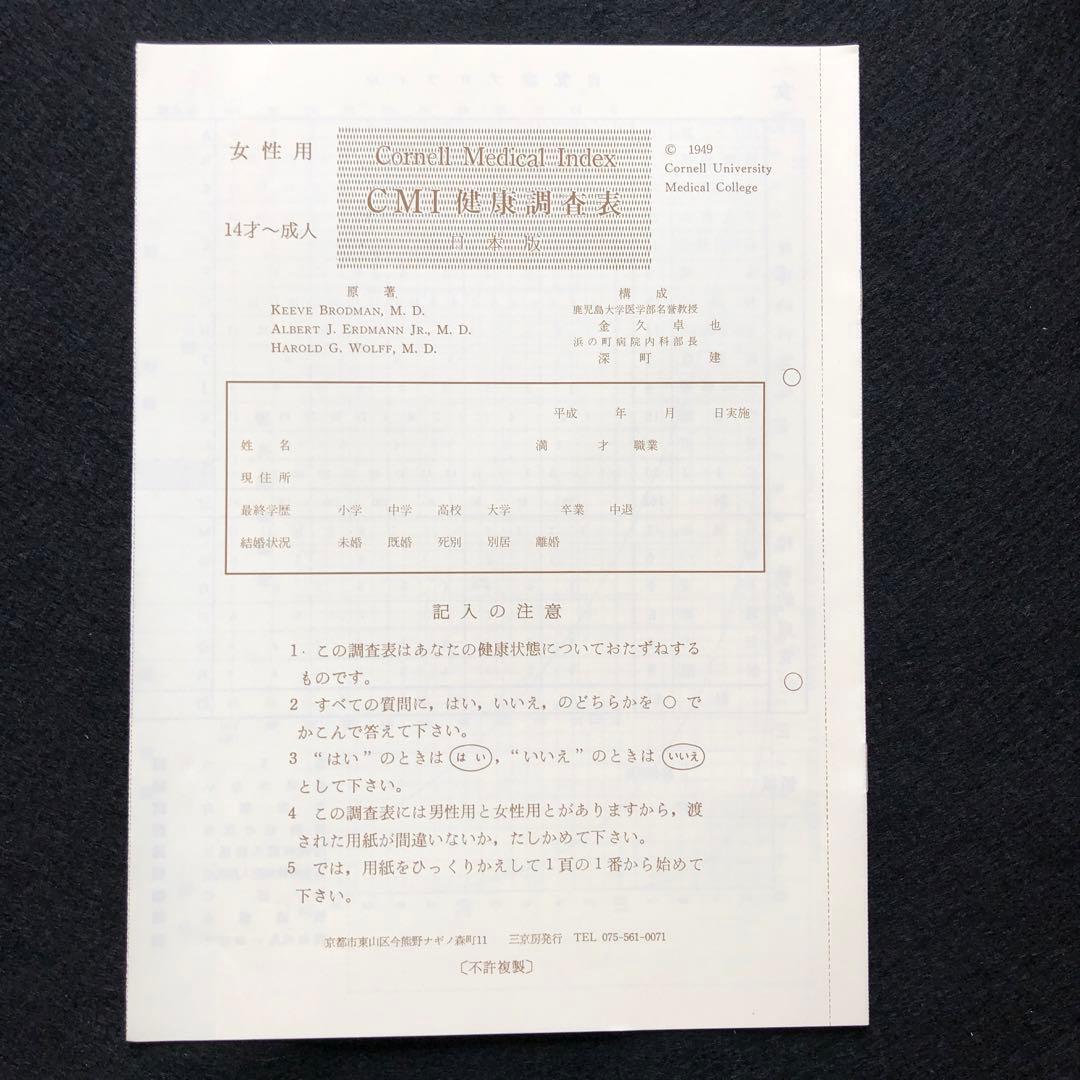 女性用
14才～成人
Cornell Medical Index
CMI健康調査表
日本版
© 1949
Cornell University
Medical College
原著
KEEVE BRODMAN, M. D.
ALBERT J. ERDMANN JR., M. D.
HAROLD G. WOLFF, M. D.
構成
鹿児島大学医学部名誉教授
金久卓也
浜の町病院内科部長
深町建
平成 年 月 日実施
姓名 満 才 職業
現住所
最終学歴 小学 中学 高校 大学 卒業 中退
結婚状況 未婚 既婚 死別 別居 離婚
記入の注意
1. この調査表はあなたの健康状態についておたずねする
ものです。
2 すべての質問に，はい，いいえ，のどちらかを ○ で
かこんで答えて下さい。
3 “はい”のときは はい，“いいえ”のときは いいえ
として下さい。
4 この調査表には男性用と女性用とがありますから，渡
された用紙が間違いないか，たしかめて下さい。
5 では，用紙をひっくりかえして1頁の1番から始めて
下さい。
京都市東山区今熊野ナギノ森町11 三京房発行 TEL 075-561-0071
〔不許複製〕